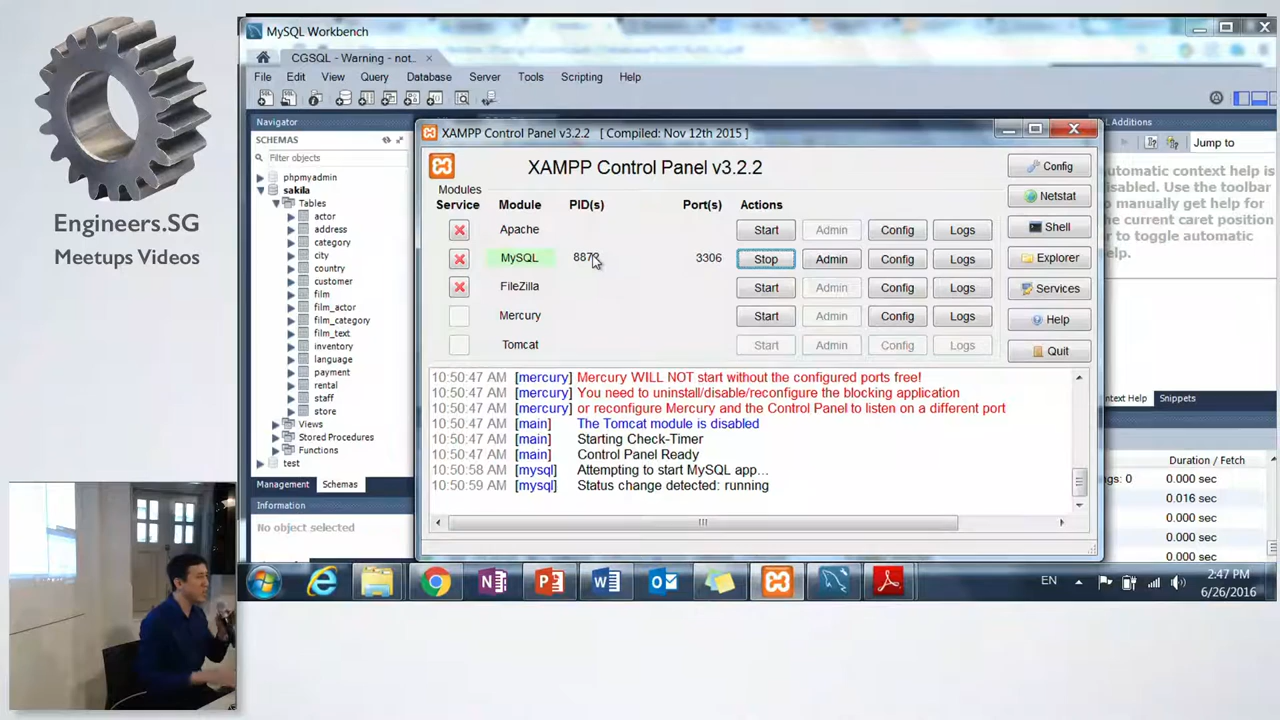 Engineers.SG
Meetups Videos
MySQL Workbench
CGSQL - Warning - not..
File Edit View Query Database Server Tools Scripting Help
Navigator
SCHEMAS
Filter objects
phpmyadmin
sakila
Tables
actor
address
category
city
country
customer
film
film_actor
film_category
film_text
inventory
language
payment
rental
staff
store
Views
Stored Procedures
Functions
test
Management Schemas
Information
No object selected
XAMPP Control Panel v3.2.2 [ Compiled: Nov 12th 2015 ]
XAMPP Control Panel v3.2.2
Modules
Service Module PID(s) Port(s) Actions
Apache Start Admin Config Logs
MySQL 3306 Stop Admin Config Logs
FileZilla Start Admin Config Logs
Mercury Start Admin Config Logs
Tomcat Start Admin Config Logs
Config
Netstat
Shell
Explorer
Services
Help
Quit
10:50:47 AM [mercury] Mercury WILL NOT start without the configured ports free!
10:50:47 AM [mercury] You need to uninstall/disable/reconfigure the blocking application
10:50:47 AM [mercury] or reconfigure Mercury and the Control Panel to listen on a different port
10:50:47 AM [main] The Tomcat module is disabled
10:50:47 AM [main] Starting Check-Timer
10:50:47 AM [main] Control Panel Ready
10:50:58 AM [mysql] Attempting to start MySQL app...
10:50:59 AM [mysql] Status change detected: running
L Additions
Jump to
utomatic context help is
isabled. Use the toolbar
o manually get help for
he current caret position
r to toggle automatic
elp.
ntext Help Snippets
Duration / Fetch
ngs: 0 0.000 sec
0.016 sec
0.000 sec
0.000 sec
0.000 sec
EN
2:47 PM
6/26/2016